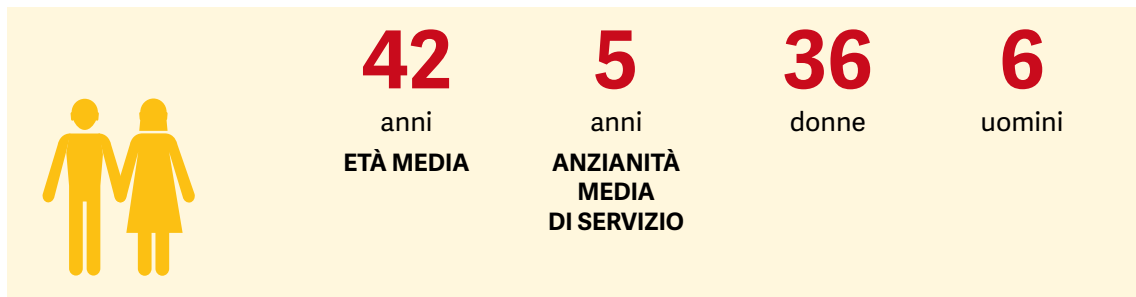 42
anni
ETÀ MEDIA
5
anni
ANZIANITÀ
MEDIA
DI SERVIZIO
36
donne
6
uomini